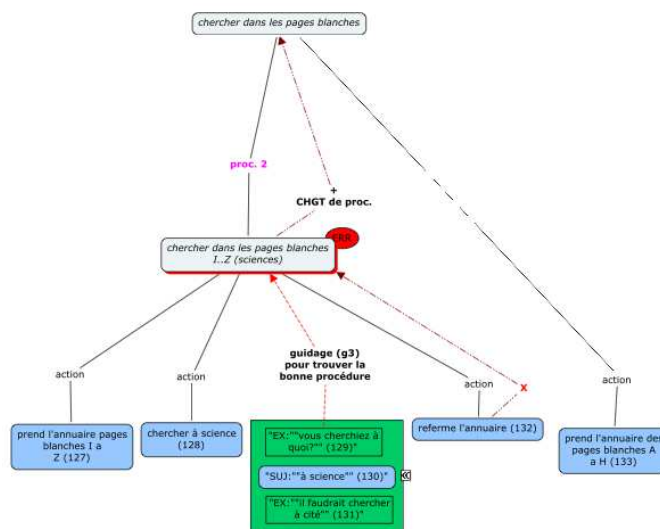 chercher dans les pages blanches
proc. 2
+
CHGT de proc.
ERR
chercher dans les pages blanches
I..Z (sciences)
guidage (g3)
pour trouver la
bonne procédure
action
action
action
X
action
prend l'annuaire pages
blanches I a
Z (127)
chercher à science
(128)
"EX:""vous cherchiez à
quoi?"" (129)"
"SUJ:""à science"" (130)"
"EX:""il faudrait chercher
à cité"" (131)"
referme l'annuaire (132)
prend l'annuaire des
pages blanches A
a H (133)